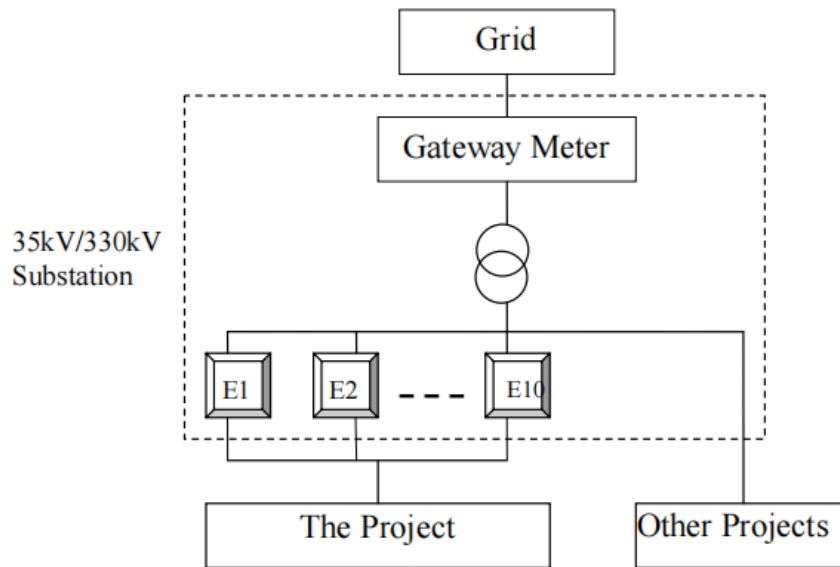 Grid
Gateway Meter
35kV/330kV
Substation
E1
E2
E10
The Project
Other Projects